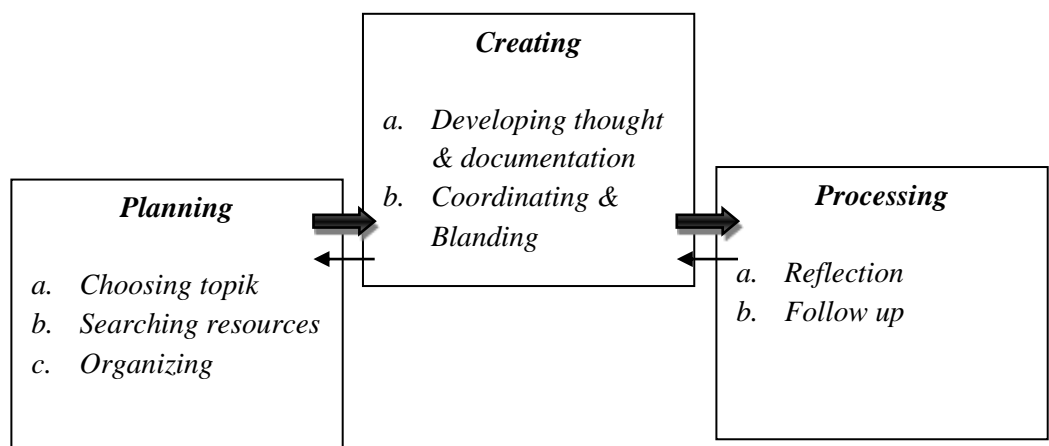 Creating
a. Developing thought
& documentation
b. Coordinating &
Blanding
Planning
a. Choosing topik
b. Searching resources
c. Organizing
Processing
a. Reflection
b. Follow up